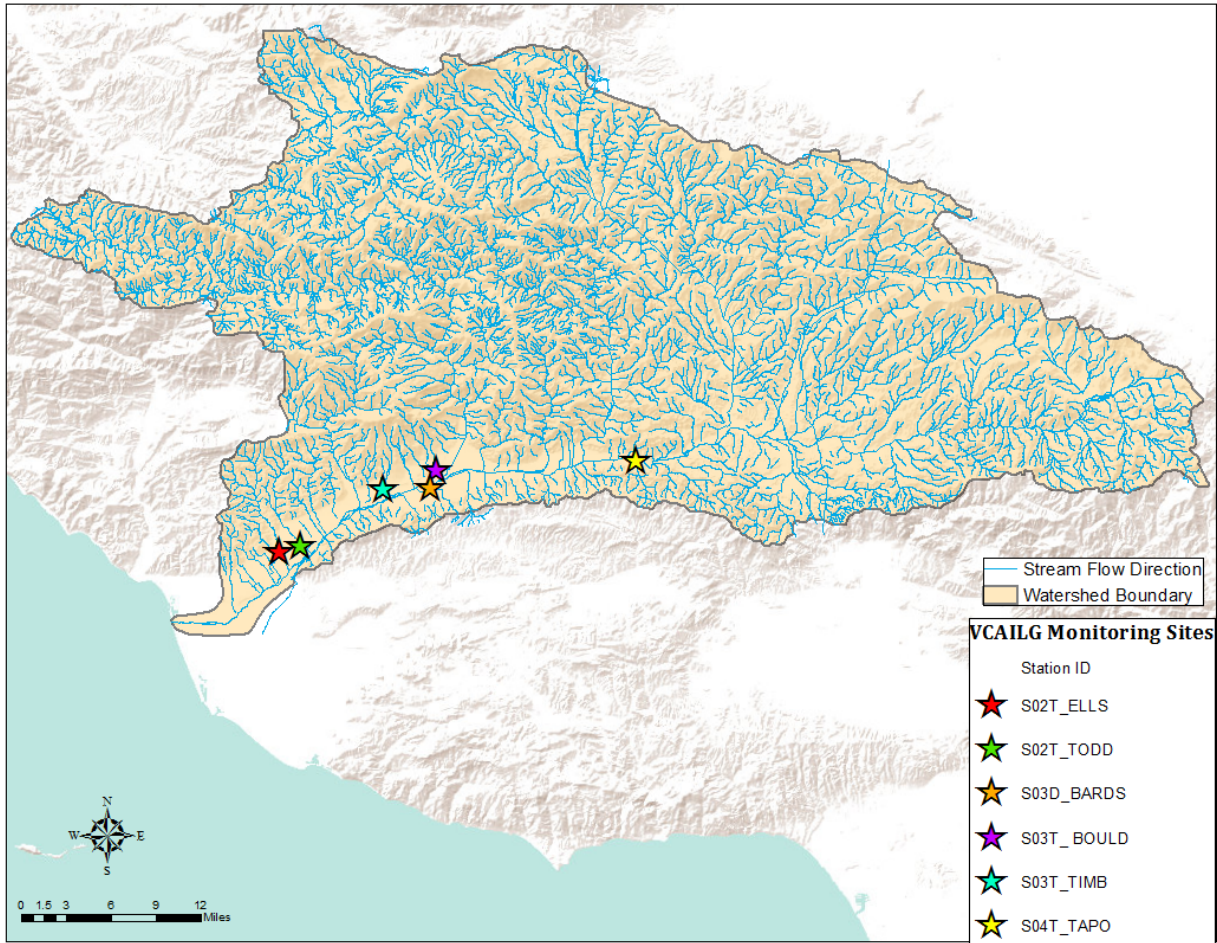 Stream Flow Direction
Watershed Boundary
VCAILG Monitoring Sites
Station ID
S02T_ELLS
S02T_TODD
S03D_BARDS
S03T_ BOULD
S03T_TIMB
S04T_TAPO
N
W E
S
0 1.5 3 6 9 12
Miles